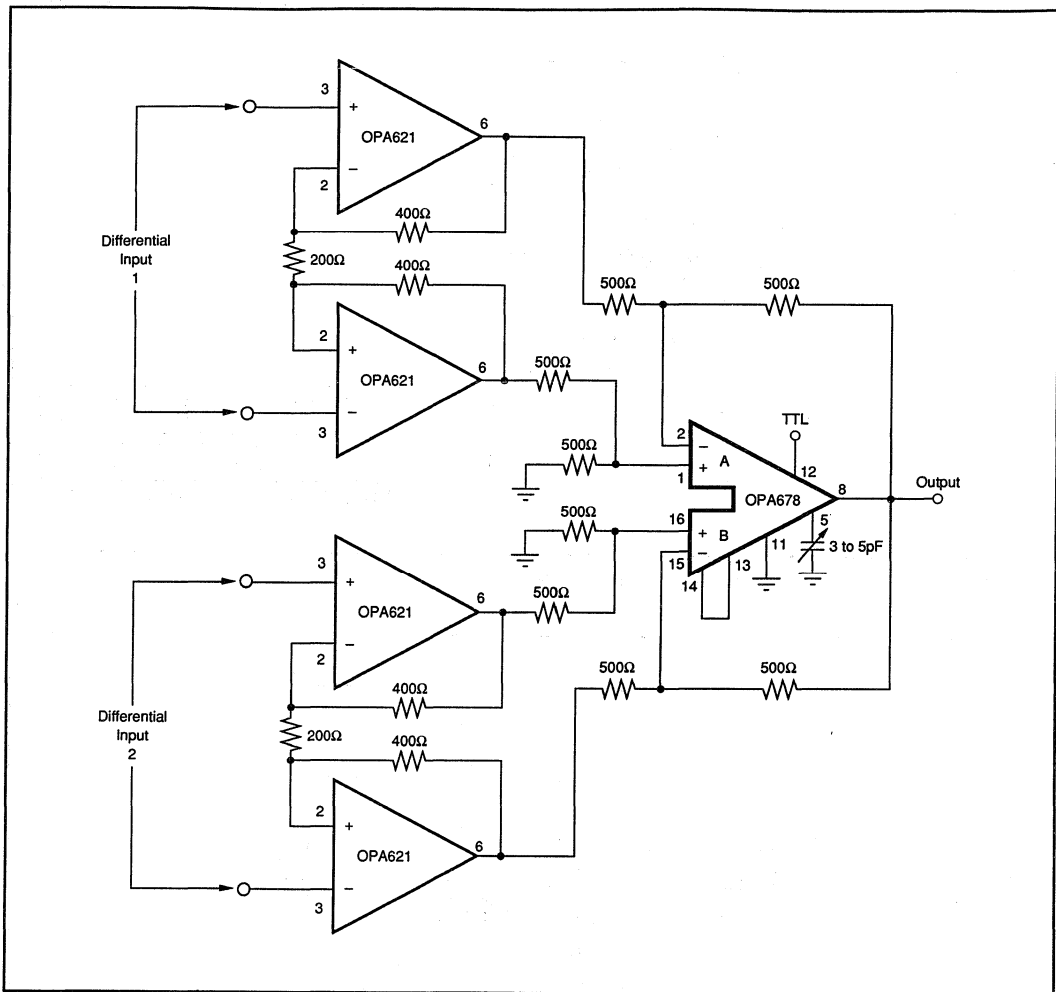 3
+
6
OPA621
−
2
400Ω
Differential
Input
1
200Ω
400Ω
500Ω
500Ω
2
+
6
500Ω
OPA621
−
3
TTL
2
−
A
12
500Ω
+
1
8
Output
OPA678
500Ω
16
+
B
5
11
3 to 5pF
−
15
13
14
3
+
6
500Ω
OPA621
−
2
500Ω
500Ω
400Ω
Differential
Input
2
200Ω
400Ω
2
+
6
OPA621
−
3